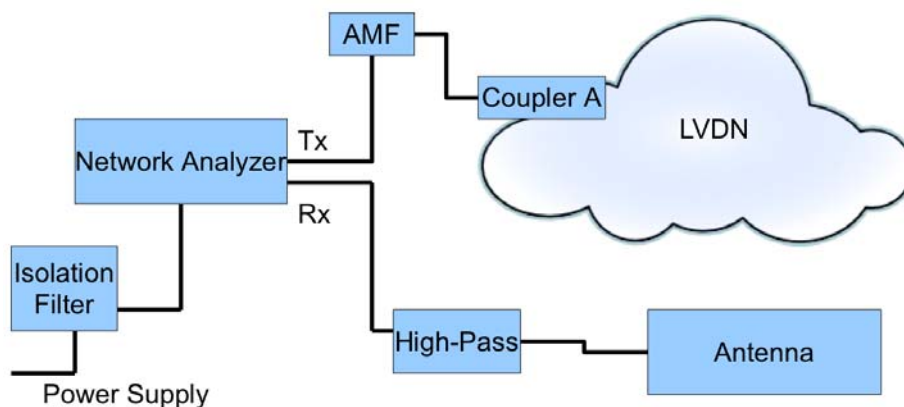 AMF
Coupler A
LVDN
Tx
Network Analyzer
Rx
Isolation
Filter
High-Pass
Antenna
Power Supply